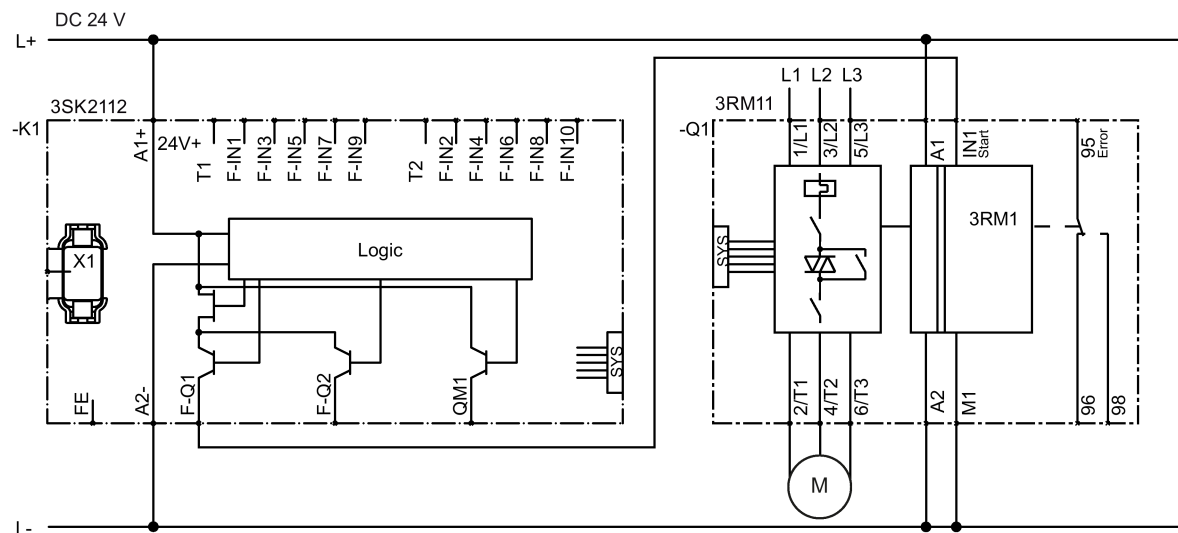 DC 24 V
L+
3SK2112
-K1
A1+
24V+
T1
F-IN1
F-IN3
F-IN5
F-IN7
F-IN9
T2
F-IN2
F-IN4
F-IN6
F-IN8
F-IN10
X1
Logic
SYS
FE
A2-
F-Q1
F-Q2
QM1
L1 L2 L3
3RM11
-Q1
1/L1
3/L2
5/L3
A1
IN1
Start
95
Error
3RM1
SYS
2/T1
4/T2
6/T3
A2
M1
96
98
M
L-